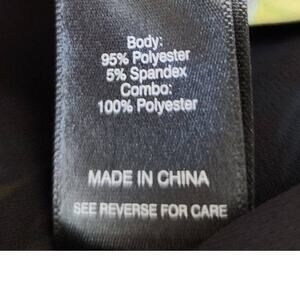 Body:
95% Polyester
5% Spandex
Combo:
100% Polyester
MADE IN CHINA
SEE REVERSE FOR CARE